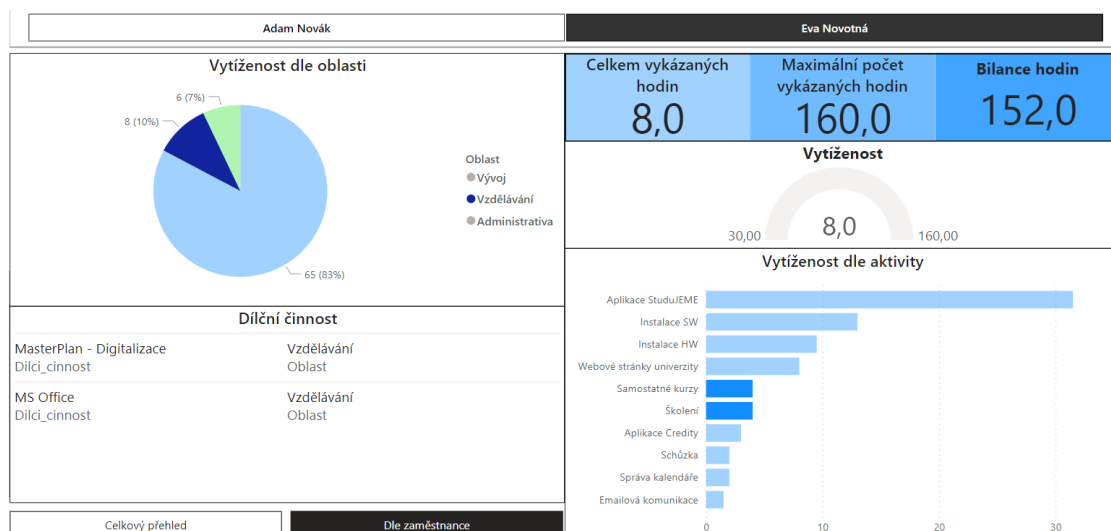 Adam Novák
Eva Novotná
Vytíženost dle oblasti
6 (7%)
8 (10%)
65 (83%)
Oblast
Vývoj
Vzdělávání
Administrativa
Dílční činnost
MasterPlan - Digitalizace
Vzdělávání
Dilci_cinnost
Oblast
MS Office
Vzdělávání
Dilci_cinnost
Oblast
Celkový přehled
Dle zaměstnance
Celkem vykázaných
hodin
8,0
Maximální počet
vykázaných hodin
160,0
Bilance hodin
152,0
Vytíženost
30,00
8,0
160,00
Vytíženost dle aktivity
Aplikace StuduJEME
Instalace SW
Instalace HW
Webové stránky univerzity
Samostatné kurzy
Školení
Aplikace Credity
Schůzka
Správa kalendáře
Emailová komunikace
0
10
20
30